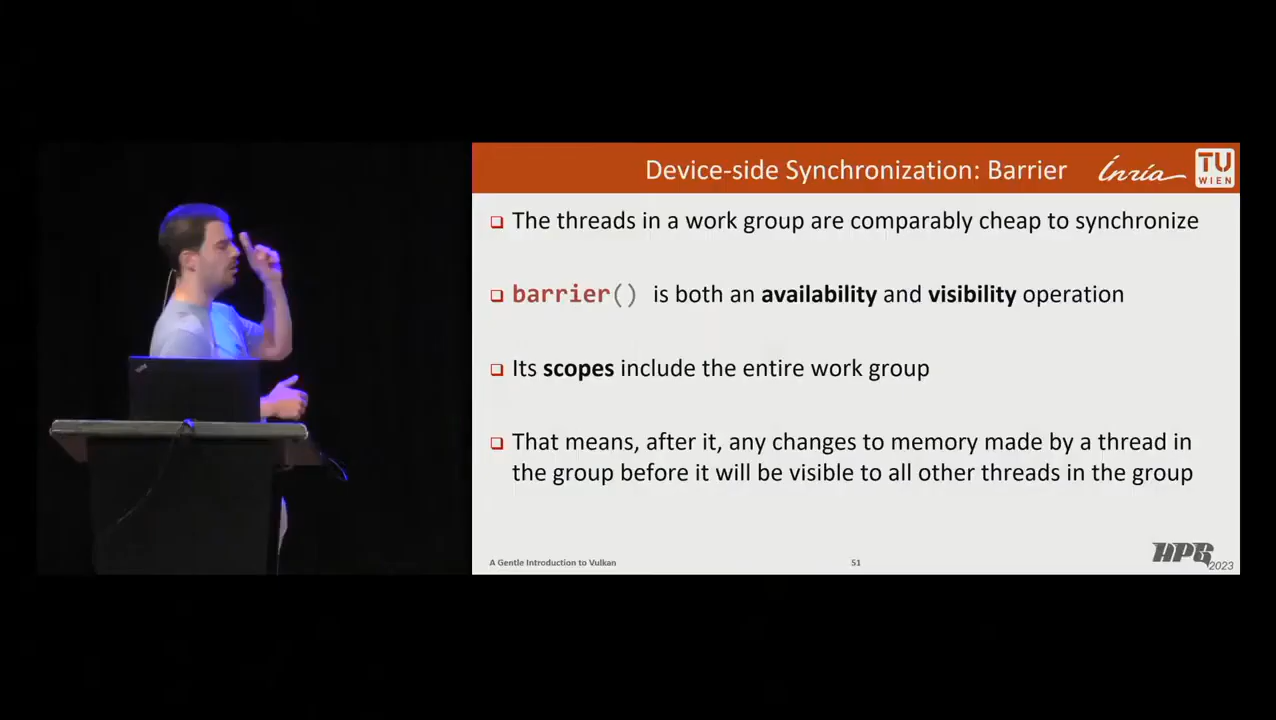 Device-side Synchronization: Barrier
Inria
TU
WIEN
The threads in a work group are comparably cheap to synchronize
barrier() is both an availability and visibility operation
Its scopes include the entire work group
That means, after it, any changes to memory made by a thread in
the group before it will be visible to all other threads in the group
A Gentle Introduction to Vulkan
51
HPG
2023